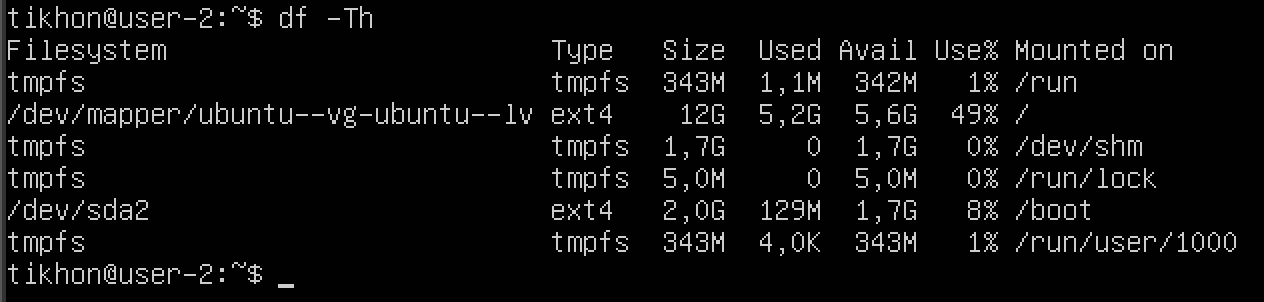 tikhon@user-2:~$ df -Th
Filesystem                        Type   Size  Used Avail Use% Mounted on
tmpfs                             tmpfs  343M  1,1M  342M   1% /run
/dev/mapper/ubuntu--vg-ubuntu--lv ext4    12G  5,2G  5,6G  49% /
tmpfs                             tmpfs  1,7G     0  1,7G   0% /dev/shm
tmpfs                             tmpfs  5,0M     0  5,0M   0% /run/lock
/dev/sda2                         ext4   2,0G  129M  1,7G   8% /boot
tmpfs                             tmpfs  343M  4,0K  343M   1% /run/user/1000
tikhon@user-2:~$ _